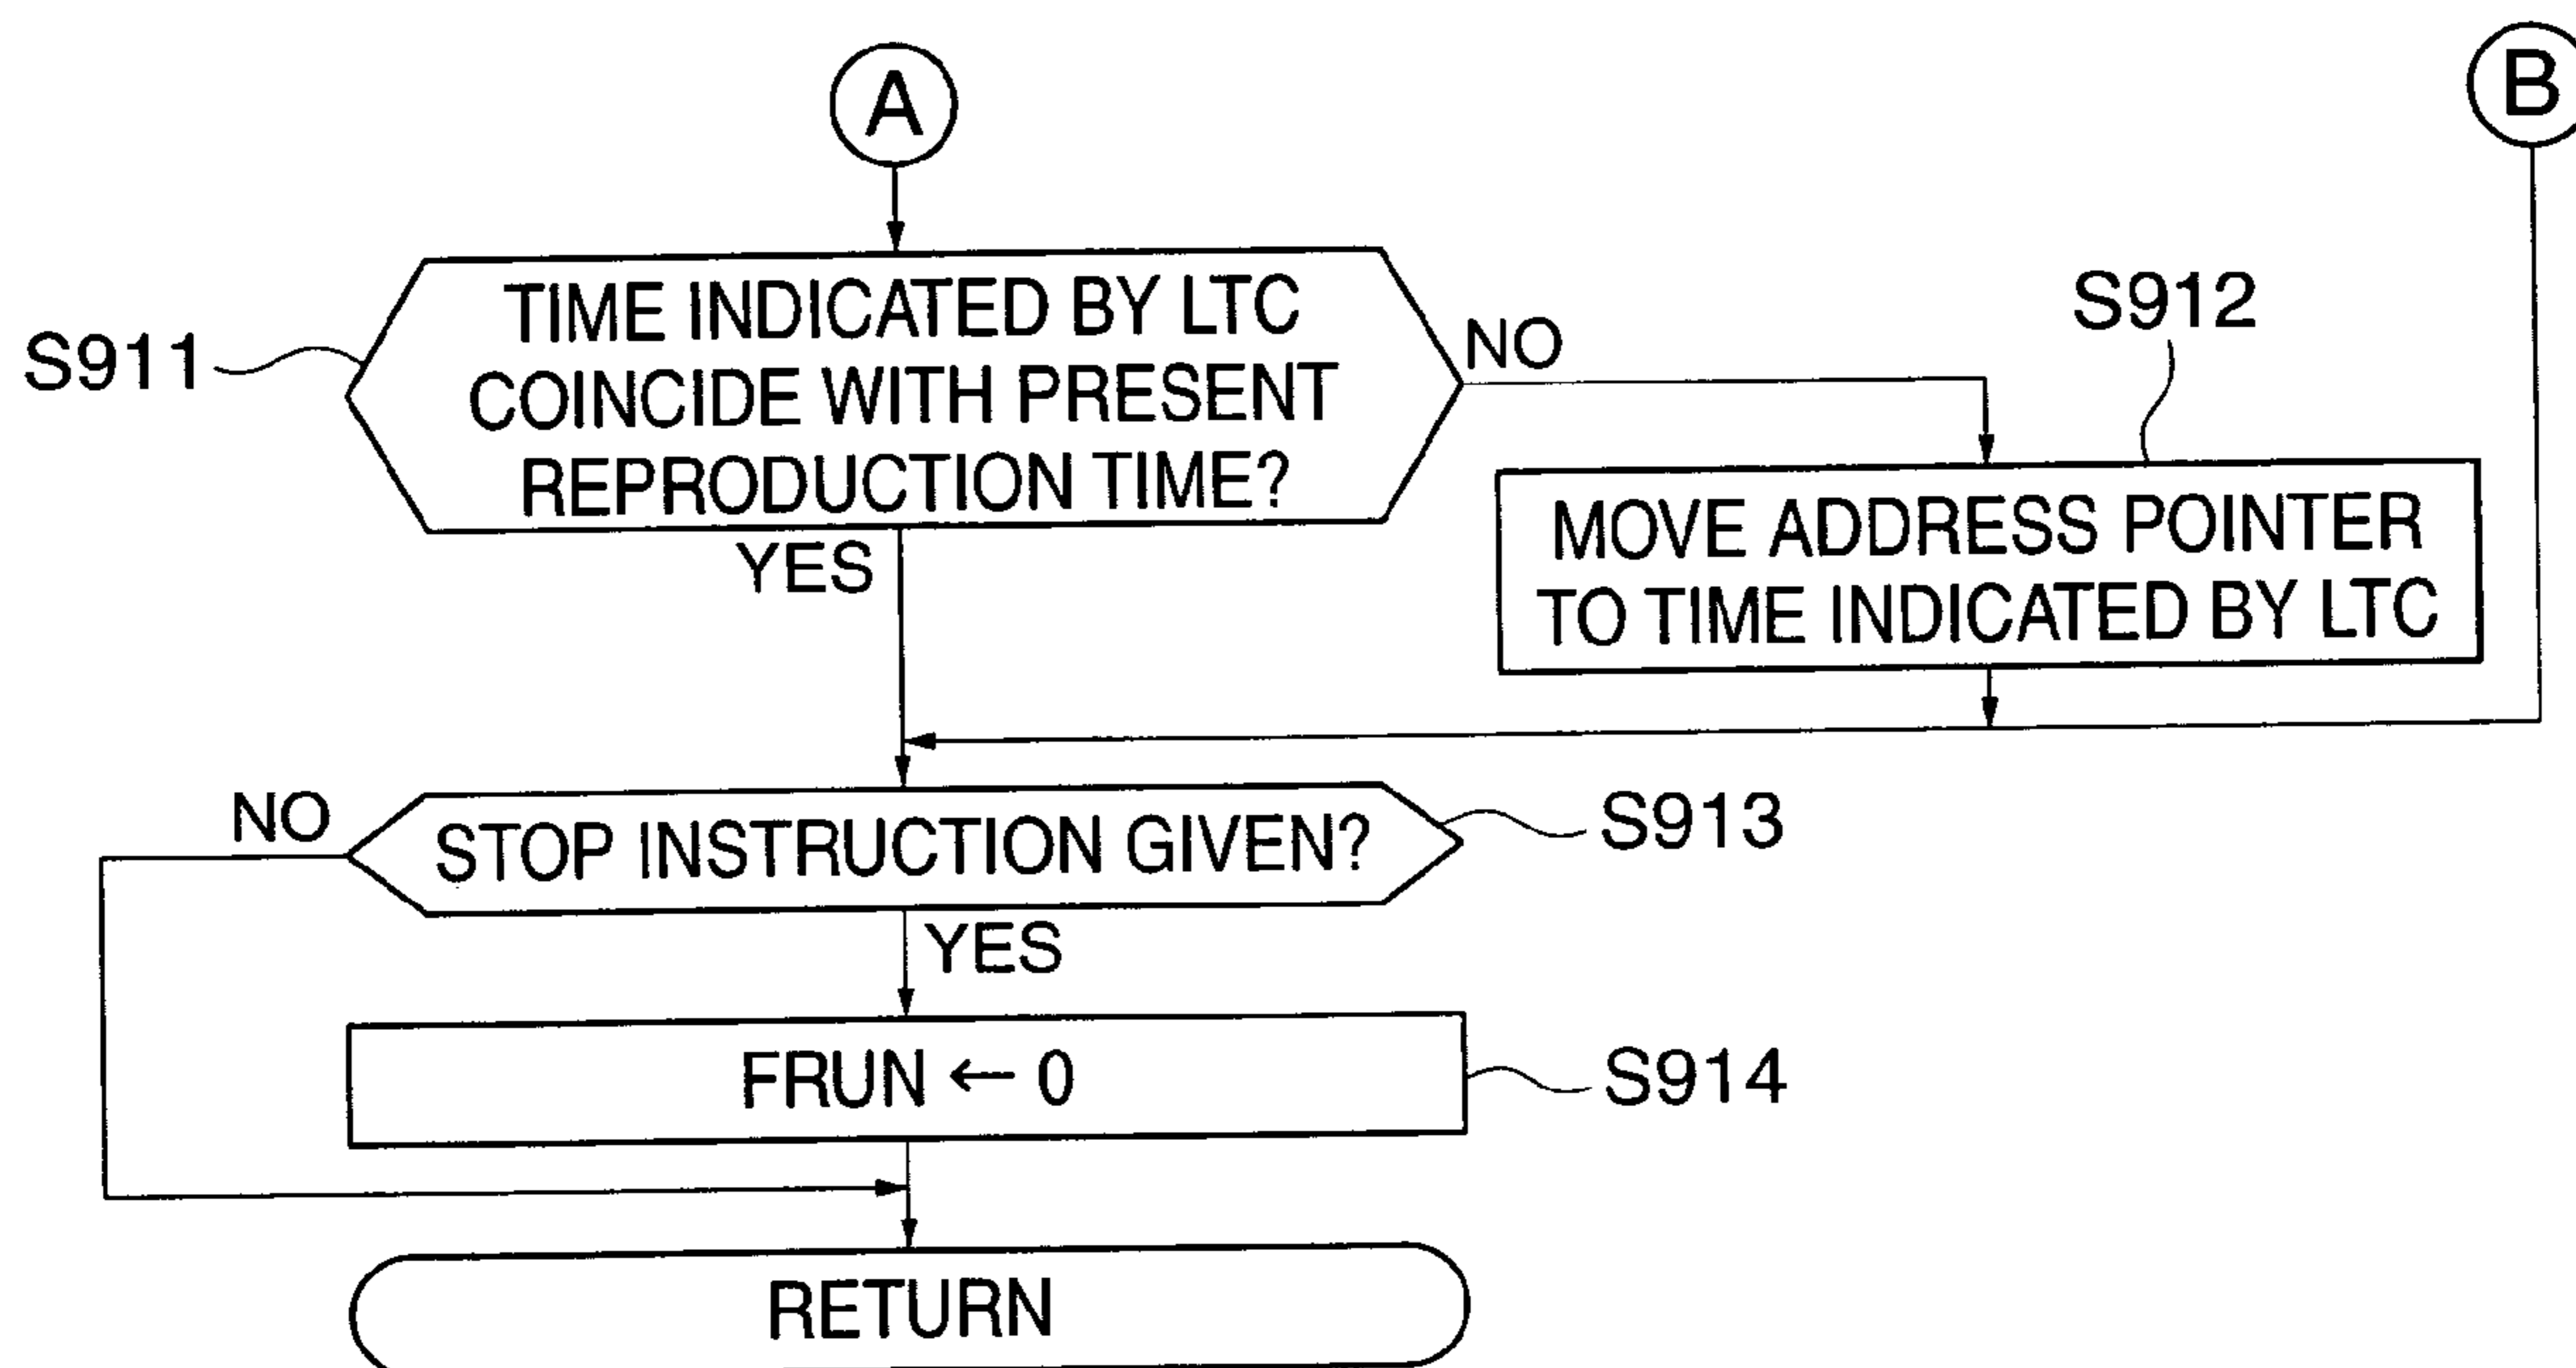 A
B
TIME INDICATED BY LTC
COINCIDE WITH PRESENT
REPRODUCTION TIME?
S911
NO
S912
YES
MOVE ADDRESS POINTER
TO TIME INDICATED BY LTC
NO
STOP INSTRUCTION GIVEN?
S913
YES
FRUN ← 0
S914
RETURN